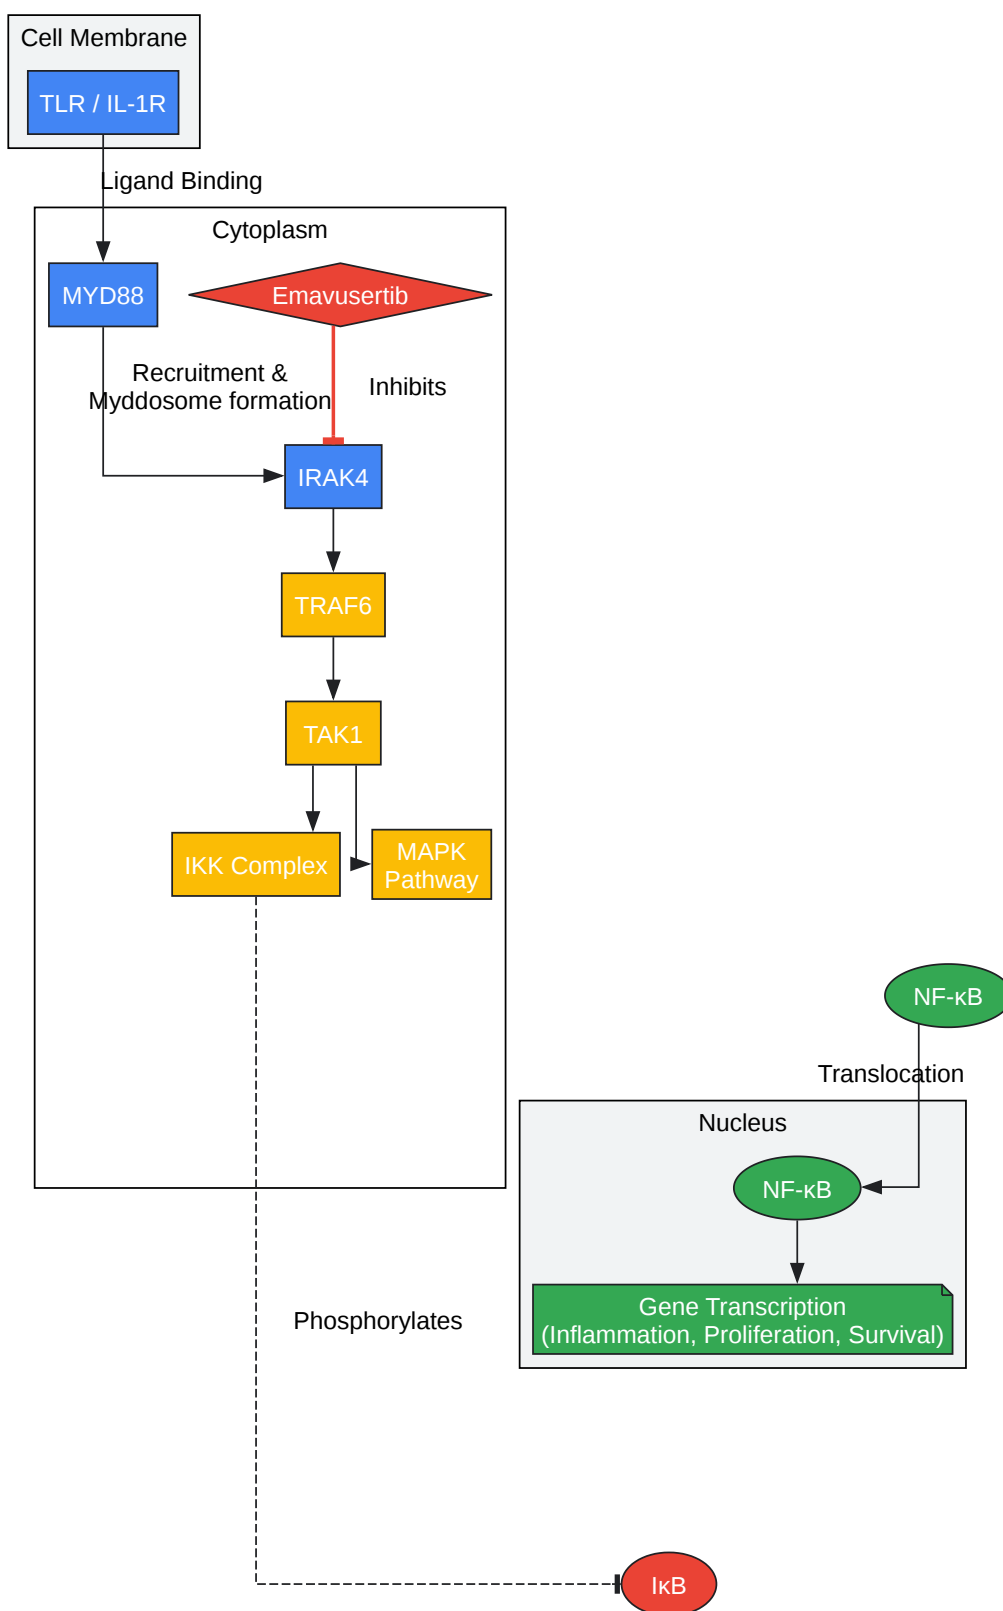 Cell Membrane
TLR / IL-1R
Ligand Binding
Cytoplasm
MYD88
Emavusertib
Recruitment &
Myddosome formation
Inhibits
IRAK4
TRAF6
TAK1
IKK Complex
MAPK
Pathway
NF-κB
Translocation
Nucleus
NF-κB
Gene Transcription
(Inflammation, Proliferation, Survival)
Phosphorylates
IκB